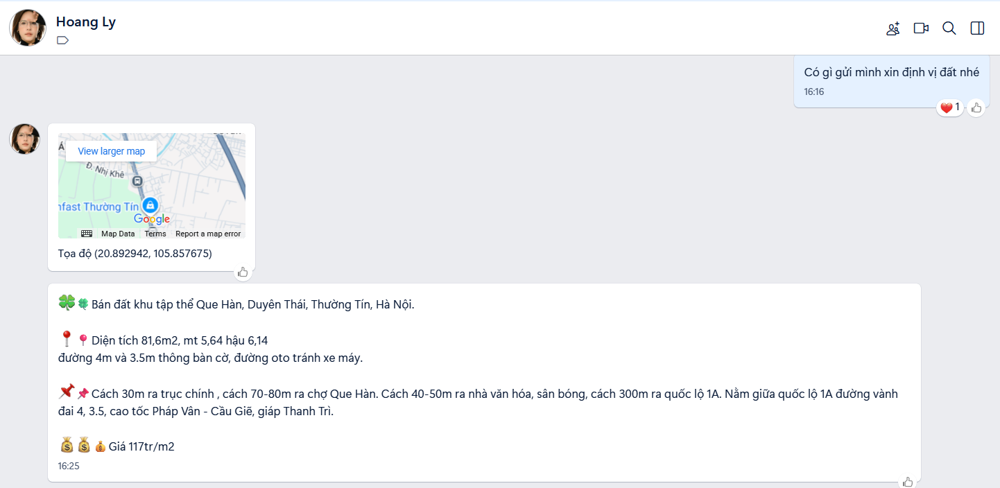 Hoang Ly
Có gì gửi mình xin định vị đất nhé
16:16
1
View larger map
Đ. Nhị Khê
nfast Thường Tín
Google
Map Data
Terms
Report a map error
Tọa độ (20.892942, 105.857675)
Bán đất khu tập thể Que Hàn, Duyên Thái, Thường Tín, Hà Nội.
Diện tích 81,6m2, mt 5,64 hậu 6,14
đường 4m và 3.5m thông bàn cờ, đường oto tránh xe máy.
Cách 30m ra trục chính , cách 70-80m ra chợ Que Hàn. Cách 40-50m ra nhà văn hóa, sân bóng, cách 300m ra quốc lộ 1A. Nằm giữa quốc lộ 1A đường vành
đai 4, 3.5, cao tốc Pháp Vân - Cầu Giẽ, giáp Thanh Trì.
Giá 117tr/m2
16:25